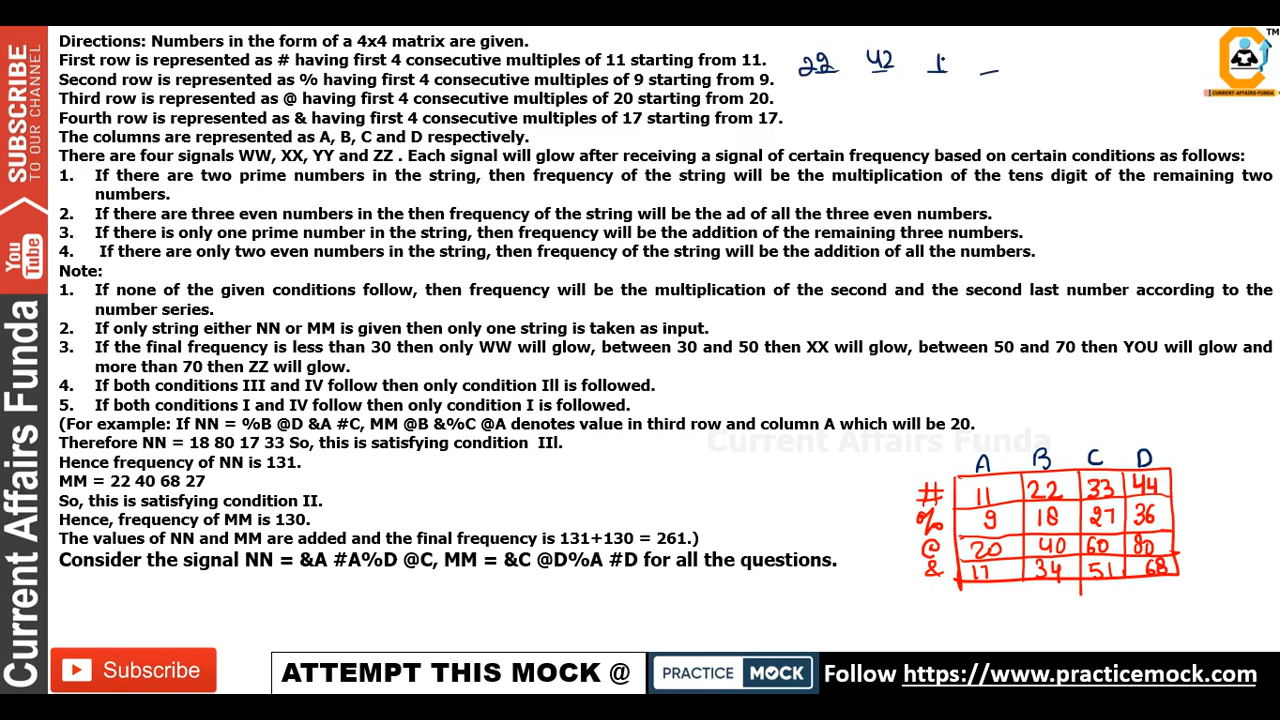 Directions: Numbers in the form of a 4x4 matrix are given.
First row is represented as # having first 4 consecutive multiples of 11 starting from 11.
Second row is represented as % having first 4 consecutive multiples of 9 starting from 9.
Third row is represented as @ having first 4 consecutive multiples of 20 starting from 20.
Fourth row is represented as & having first 4 consecutive multiples of 17 starting from 17.
The columns are represented as A, B, C and D respectively.
There are four signals WW, XX, YY and ZZ . Each signal will glow after receiving a signal of certain frequency based on certain conditions as follows:
1. If there are two prime numbers in the string, then frequency of the string will be the multiplication of the tens digit of the remaining two
numbers.
2. If there are three even numbers in the then frequency of the string will be the ad of all the three even numbers.
3. If there is only one prime number in the string, then frequency will be the addition of the remaining three numbers.
4. If there are only two even numbers in the string, then frequency of the string will be the addition of all the numbers.
Note:
1. If none of the given conditions follow, then frequency will be the multiplication of the second and the second last number according to the
number series.
2. If only string either NN or MM is given then only one string is taken as input.
3. If the final frequency is less than 30 then only WW will glow, between 30 and 50 then XX will glow, between 50 and 70 then YOU will glow and
more than 70 then ZZ will glow.
4. If both conditions III and IV follow then only condition Ill is followed.
5. If both conditions I and IV follow then only condition I is followed.
(For example: If NN = %B @D &A #C, MM @B &%C @A denotes value in third row and column A which will be 20.
Therefore NN = 18 80 17 33 So, this is satisfying condition IIl.
Hence frequency of NN is 131.
MM = 22 40 68 27
So, this is satisfying condition II.
Hence, frequency of MM is 130.
The values of NN and MM are added and the final frequency is 131+130 = 261.)
Consider the signal NN = &A #A%D @C, MM = &C @D%A #D for all the questions.
22 42 1
A B C D
# 11 22 33 44
% 9 18 27 36
@ 20 40 60 80
& 17 34 51 68
Current Affairs Funda
SUBSCRIBE
TO OUR CHANNEL
You
Tube
Current Affairs Funda
TM
CURRENT-AFFAIRS-FUNDA
Subscribe
ATTEMPT THIS MOCK @
PRACTICE MOCK
Follow https://www.practicemock.com